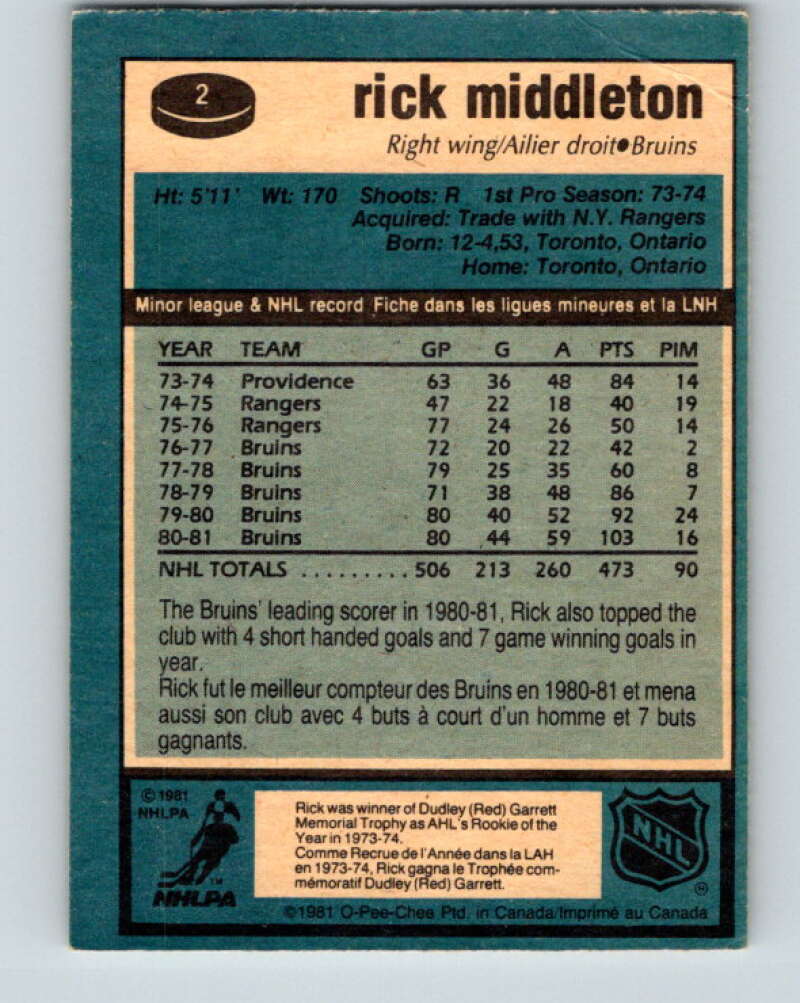 2
rick middleton
Right wing/Ailier droit•Bruins
Ht: 5'11' Wt: 170 Shoots: R 1st Pro Season: 73-74
Acquired: Trade with N.Y. Rangers
Born: 12-4,53, Toronto, Ontario
Home: Toronto, Ontario
Minor league & NHL record Fiche dans les ligues mineures et la LNH
YEAR TEAM GP G A PTS PIM
73-74 Providence 63 36 48 84 14
74-75 Rangers 47 22 18 40 19
75-76 Rangers 77 24 26 50 14
76-77 Bruins 72 20 22 42 2
77-78 Bruins 79 25 35 60 8
78-79 Bruins 71 38 48 86 7
79-80 Bruins 80 40 52 92 24
80-81 Bruins 80 44 59 103 16
NHL TOTALS ......... 506 213 260 473 90
The Bruins' leading scorer in 1980-81, Rick also topped the
club with 4 short handed goals and 7 game winning goals in
year.
Rick fut le meilleur compteur des Bruins en 1980-81 et mena
aussi son club avec 4 buts à court d'un homme et 7 buts
gagnants.
© 1981
NHLPA
TM
NHLPA
Rick was winner of Dudley (Red) Garrett
Memorial Trophy as AHL's Rookie of the
Year in 1973-74.
Comme Recrue de l'Année dans la LAH
en 1973-74, Rick gagna le Trophée com-
mémoratif Dudley (Red) Garrett.
NHL
®
©1981 O-Pee-Chee Ptd. in Canada/Imprimé au Canada